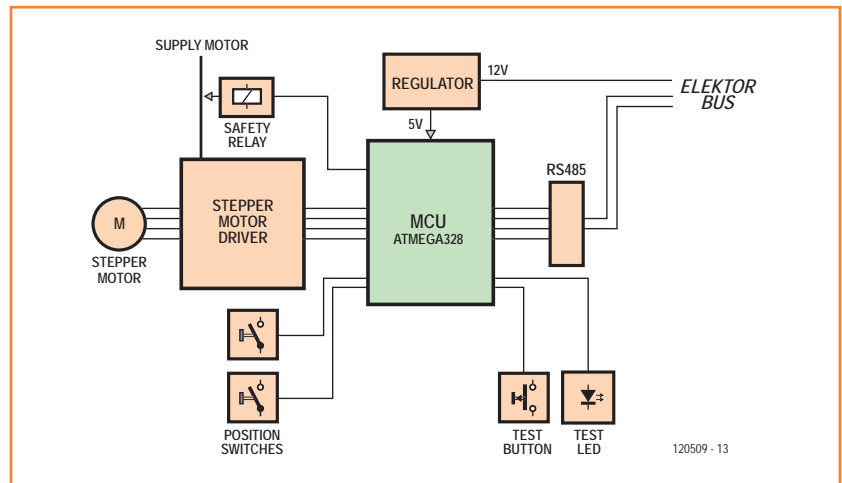 SUPPLY MOTOR
REGULATOR
12V
ELEKTOR
BUS
SAFETY
RELAY
5V
RS485
M
STEPPER
MOTOR
STEPPER
MOTOR
DRIVER
MCU
ATMEGA328
POSITION
SWITCHES
TEST
BUTTON
TEST
LED
120509 - 13